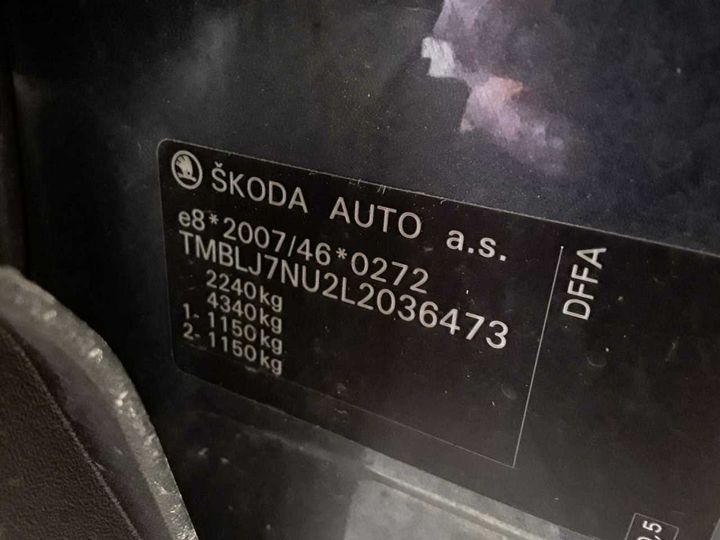 ŠKODA AUTO a.s.
e8*2007/46*0272
TMBLJ7NU2L2036473
2240kg
4340kg
1- 1150kg
2- 1150kg
DFFA